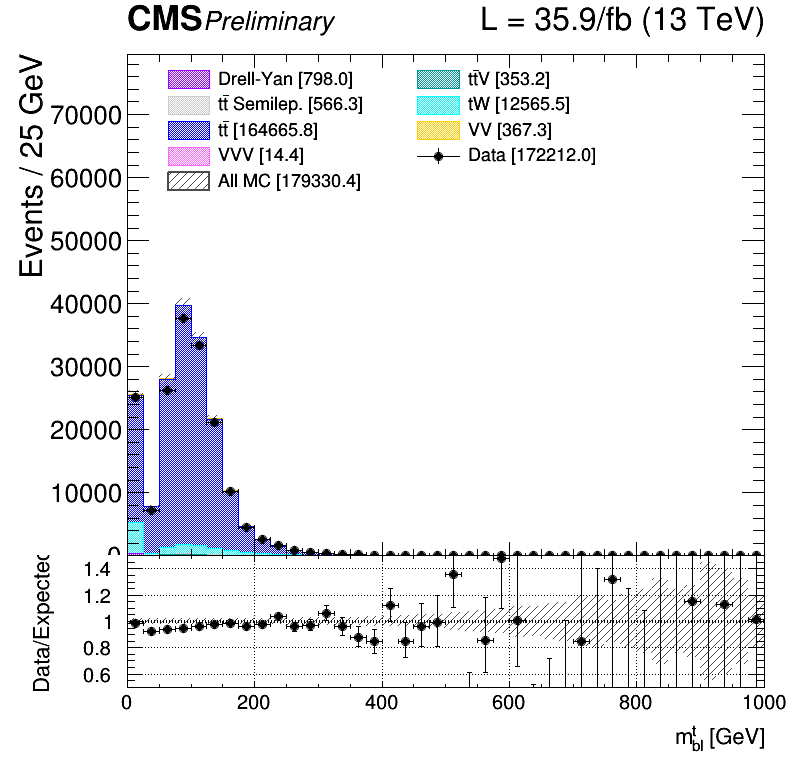 CMS Preliminary L = 35.9/fb (13 TeV)
Events / 25 GeV
Drell-Yan [798.0]
tt̄ Semilep. [566.3]
tt̄ [164665.8]
VVV [14.4]
All MC [179330.4]
tt̄V [353.2]
tW [12565.5]
VV [367.3]
Data [172212.0]
70000
60000
50000
40000
30000
20000
10000
0
Data/Expected
1.4
1.2
1
0.8
0.6
0 200 400 600 800 1000
m^t_bl [GeV]